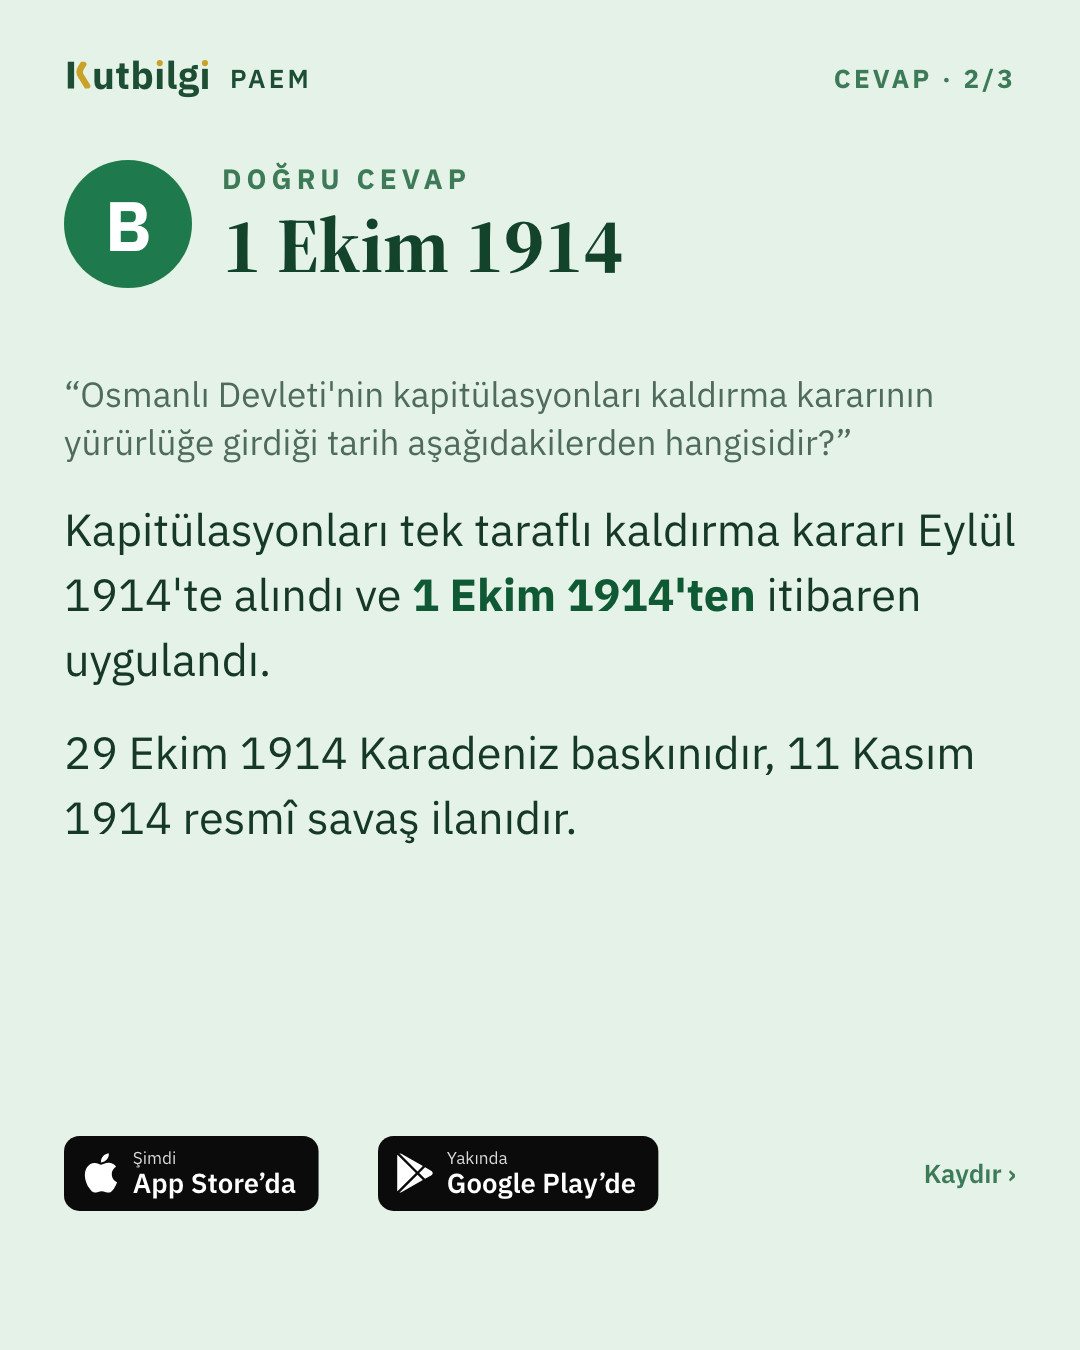 Kutbilgi PAEM
CEVAP · 2/3
B
DOĞRU CEVAP
1 Ekim 1914
“Osmanlı Devleti'nin kapitülasyonları kaldırma kararının
yürürlüğe girdiği tarih aşağıdakilerden hangisidir?”
Kapitülasyonları tek taraflı kaldırma kararı Eylül
1914'te alındı ve 1 Ekim 1914'ten itibaren
uygulandı.
29 Ekim 1914 Karadeniz baskınıdır, 11 Kasım
1914 resmî savaş ilanıdır.
Şimdi
App Store’da
Yakında
Google Play’de
Kaydır ›